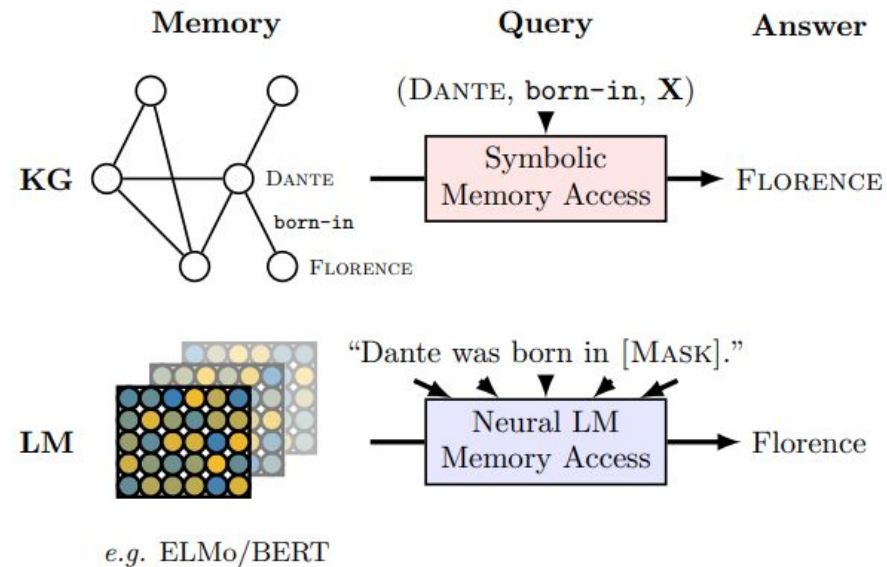 Memory Query Answer
(DANTE, born-in, X)
KG
DANTE
Symbolic
Memory Access
FLORENCE
born-in
FLORENCE
“Dante was born in [MASK].”
LM
Neural LM
Memory Access
Florence
e.g. ELMo/BERT